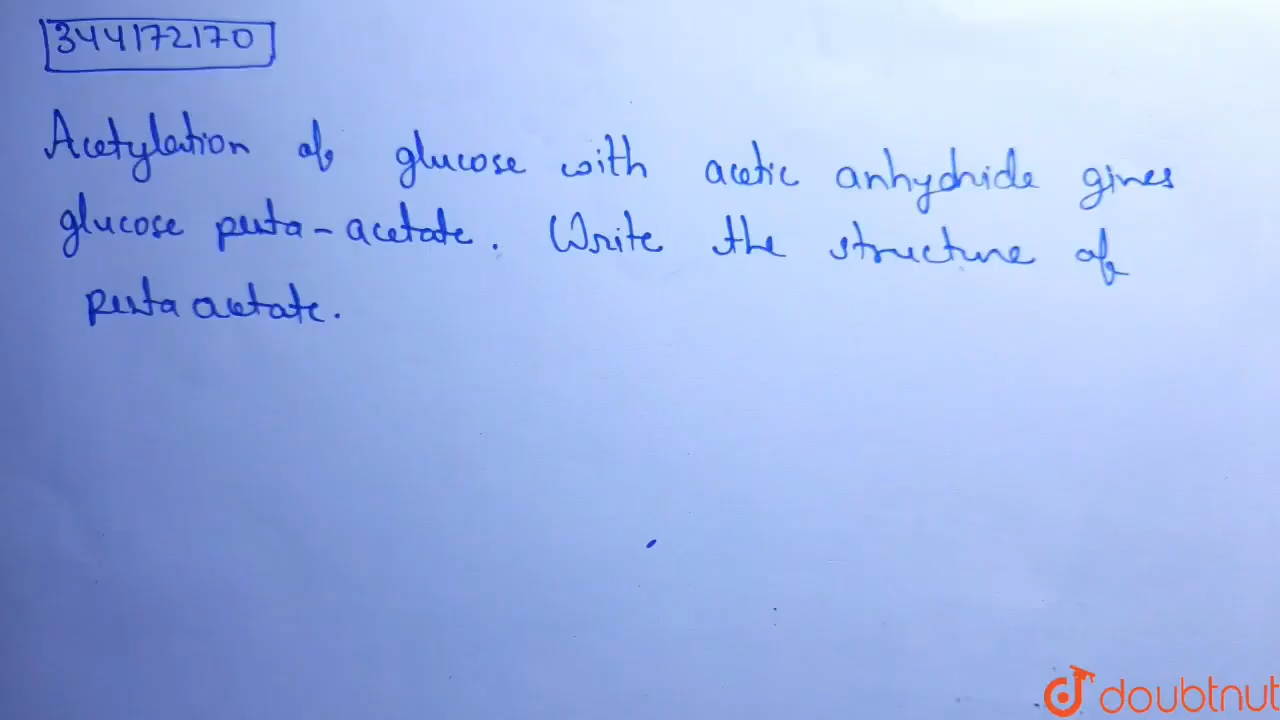 344172170
Acetylation of glucose with acetic anhydride gives
glucose penta-acetate. Write the structure of
penta acetate.
doubtnut